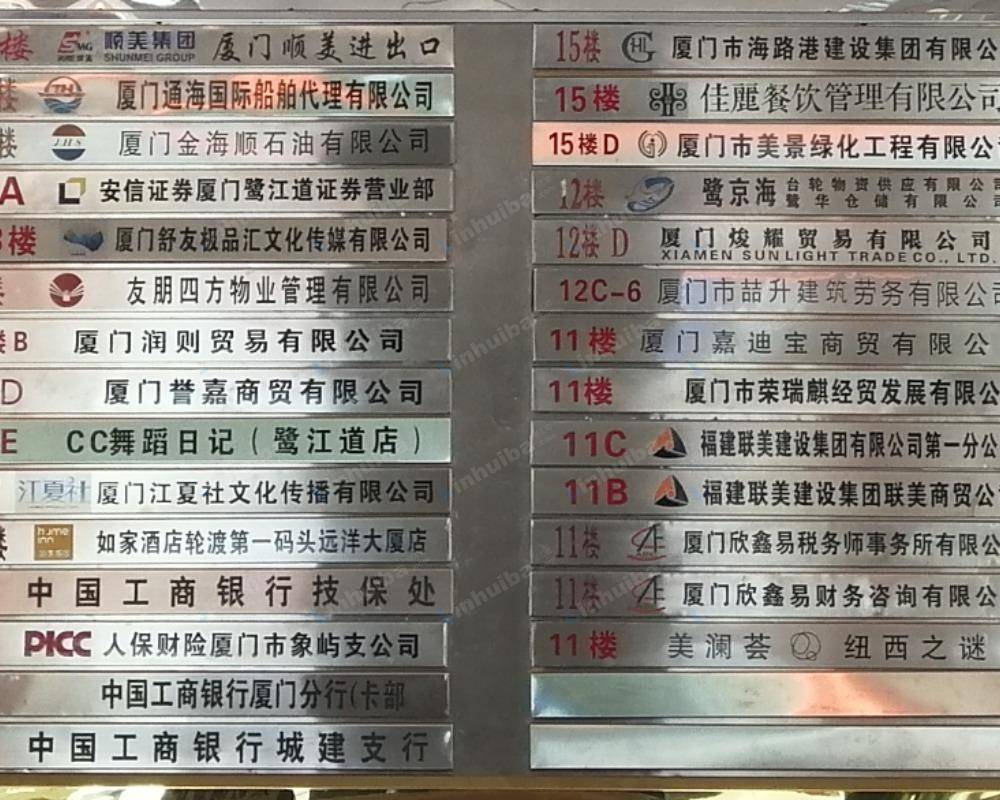 楼 SMG 顺美集团 SHUNMEI GROUP 厦门顺美进出口
楼 厦门通海国际船舶代理有限公司
楼 JHS 厦门金海顺石油有限公司
A 安信证券厦门鹭江道证券营业部
楼 厦门舒友极品汇文化传媒有限公司
友朋四方物业管理有限公司
楼B 厦门润则贸易有限公司
D 厦门誉嘉商贸有限公司
E CC舞蹈日记（鹭江道店）
江夏社 厦门江夏社文化传播有限公司
楼 home inn 如家酒店轮渡第一码头远洋大厦店
中国工商银行技保处
PICC 人保财险厦门市象屿支公司
中国工商银行厦门分行(卡部
中国工商银行城建支行
15楼 厦门市海路港建设集团有限公
15楼 佳麗餐饮管理有限公司
15楼D 厦门市美景绿化工程有限公
12楼 鹭京海 台轮物资供应有限公
鹭华仓储有限公
12楼D 厦门焌耀贸易有限公司
XIAMEN SUNLIGHT TRADE CO., LTD.
12C-6 厦门市喆升建筑劳务有限公
11楼 厦门嘉迪宝商贸有限公
11楼 厦门市荣瑞麒经贸发展有限公
11C 福建联美建设集团有限公司第一分公
11B 福建联美建设集团联美商贸公
11楼 厦门欣鑫易税务师事务所有限公
11楼 厦门欣鑫易财务咨询有限公
11楼 美澜荟 纽西之谜